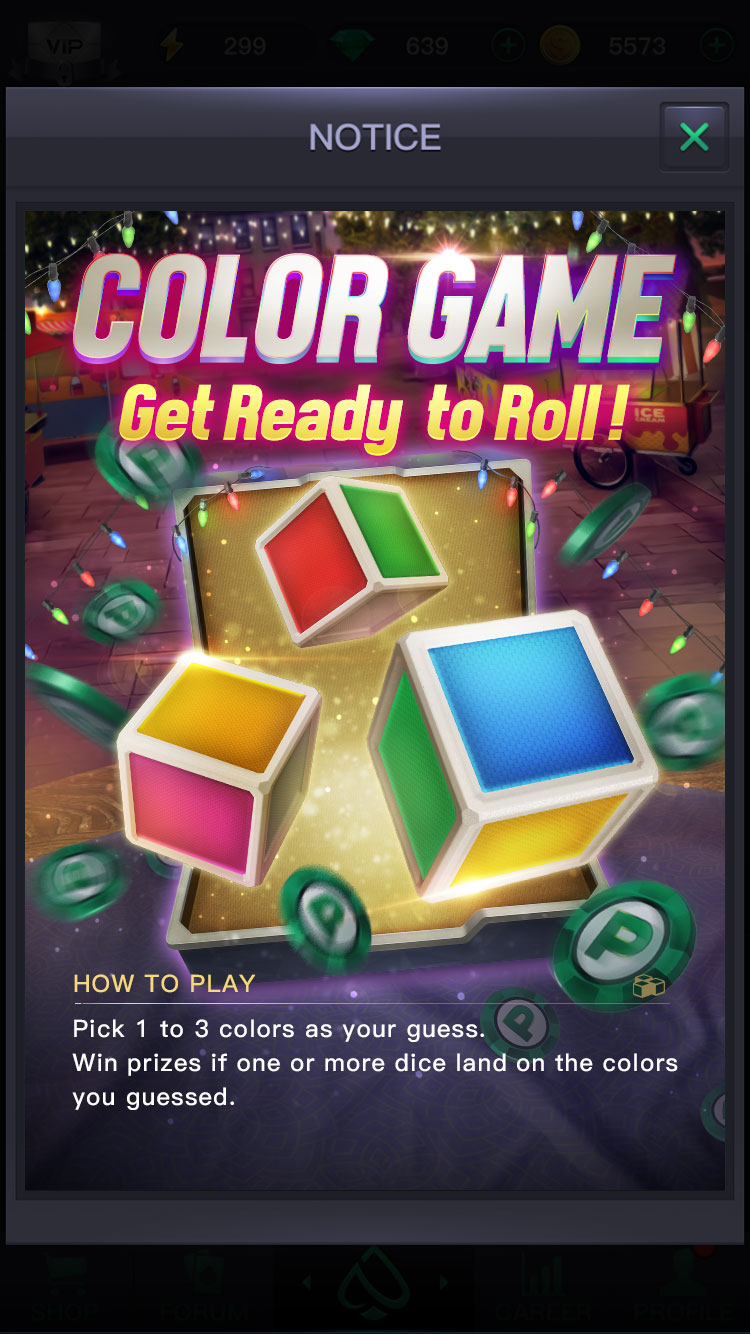 VIP 299 639 5573
NOTICE
COLOR GAME
Get Ready to Roll!
ICE
CREAM
P
P
P
P
HOW TO PLAY
Pick 1 to 3 colors as your guess.
Win prizes if one or more dice land on the colors
you guessed.
SHOP FORUM CAREER PROFILE